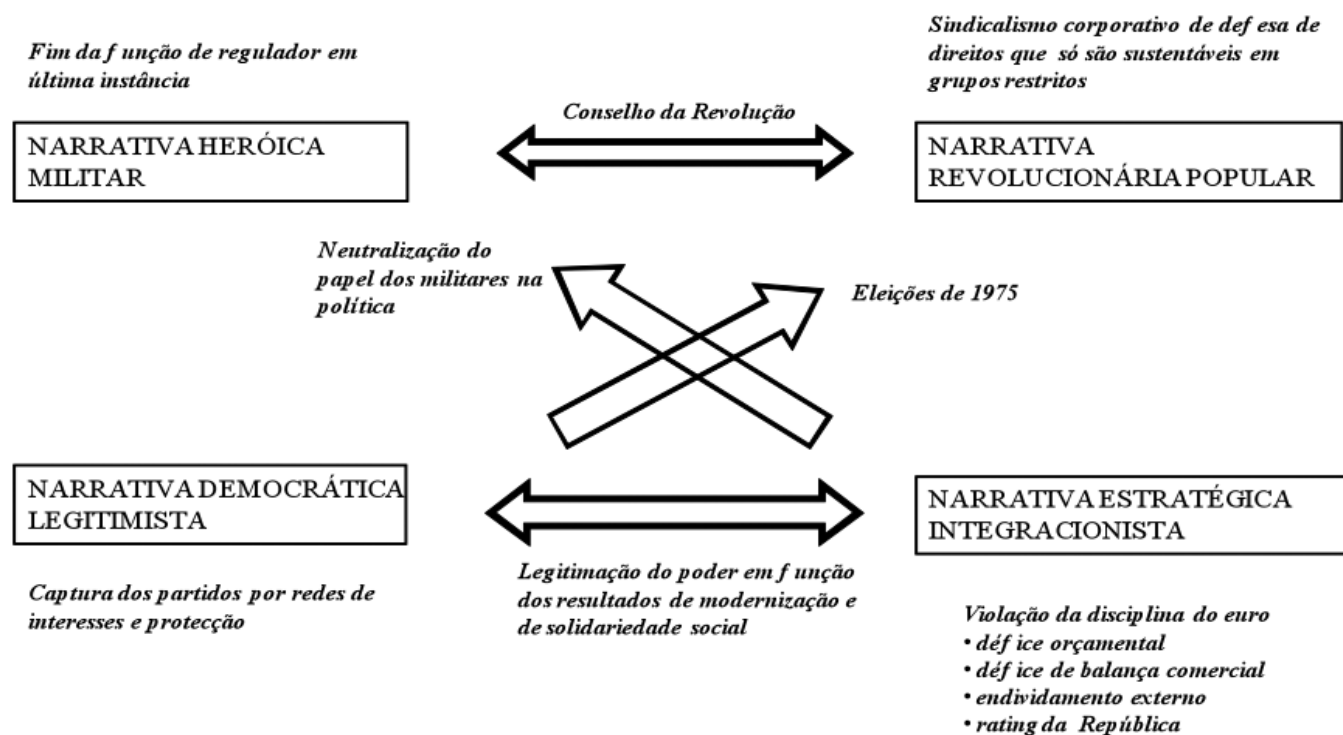 Fim da função de regulador em
última instância
Sindicalismo corporativo de defesa de
direitos que só são sustentáveis em
grupos restritos
Conselho da Revolução
NARRATIVA HERÓICA
MILITAR
NARRATIVA
REVOLUCIONÁRIA POPULAR
Neutralização do
papel dos militares na
política
Eleições de 1975
NARRATIVA DEMOCRÁTICA
LEGITIMISTA
NARRATIVA ESTRATÉGICA
INTEGRACIONISTA
Captura dos partidos por redes de
interesses e protecção
Legitimação do poder em função
dos resultados de modernização e
de solidariedade social
Violação da disciplina do euro
• défice orçamental
• défice de balança comercial
• endividamento externo
• rating da República